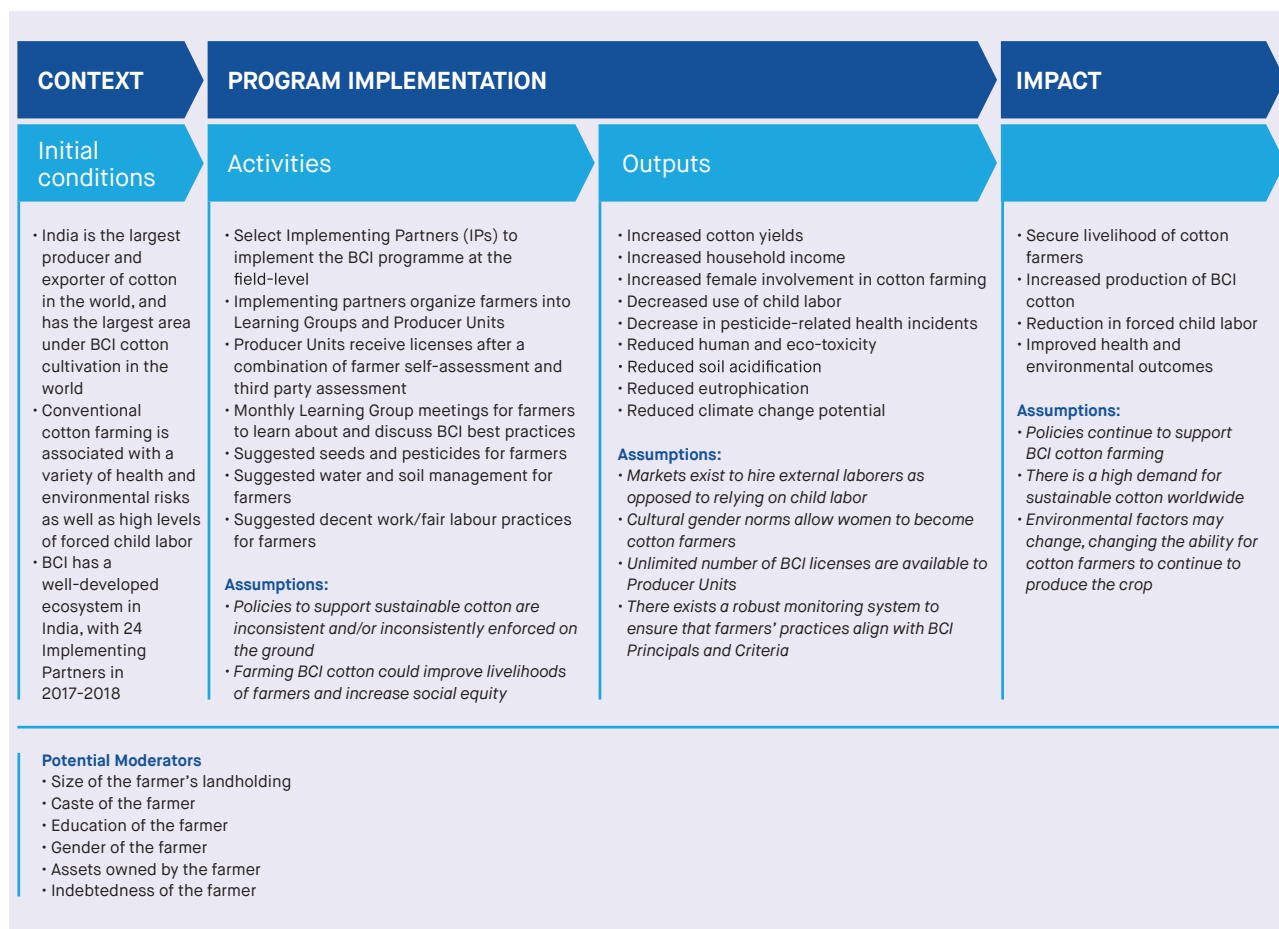 CONTEXT
PROGRAM IMPLEMENTATION
IMPACT
Initial
conditions
Activities
Outputs
• India is the largest
producer and
exporter of cotton
in the world, and
has the largest area
under BCI cotton
cultivation in the
world
• Conventional
cotton farming is
associated with a
variety of health and
environmental risks
as well as high levels
of forced child labor
• BCI has a
well-developed
ecosystem in
India, with 24
Implementing
Partners in
2017-2018
• Select Implementing Partners (IPs) to
implement the BCI programme at the
field-level
• Implementing partners organize farmers into
Learning Groups and Producer Units
• Producer Units receive licenses after a
combination of farmer self-assessment and
third party assessment
• Monthly Learning Group meetings for farmers
to learn about and discuss BCI best practices
• Suggested seeds and pesticides for farmers
• Suggested water and soil management for
farmers
• Suggested decent work/fair labour practices
for farmers
Assumptions:
• Policies to support sustainable cotton are
inconsistent and/or inconsistently enforced on
the ground
• Farming BCI cotton could improve livelihoods
of farmers and increase social equity
• Increased cotton yields
• Increased household income
• Increased female involvement in cotton farming
• Decreased use of child labor
• Decrease in pesticide-related health incidents
• Reduced human and eco-toxicity
• Reduced soil acidification
• Reduced eutrophication
• Reduced climate change potential
Assumptions:
• Markets exist to hire external laborers as
opposed to relying on child labor
• Cultural gender norms allow women to become
cotton farmers
• Unlimited number of BCI licenses are available to
Producer Units
• There exists a robust monitoring system to
ensure that farmers' practices align with BCI
Principals and Criteria
• Secure livelihood of cotton
farmers
• Increased production of BCI
cotton
• Reduction in forced child labor
• Improved health and
environmental outcomes
Assumptions:
• Policies continue to support
BCI cotton farming
• There is a high demand for
sustainable cotton worldwide
• Environmental factors may
change, changing the ability for
cotton farmers to continue to
produce the crop
Potential Moderators
• Size of the farmer's landholding
• Caste of the farmer
• Education of the farmer
• Gender of the farmer
• Assets owned by the farmer
• Indebtedness of the farmer